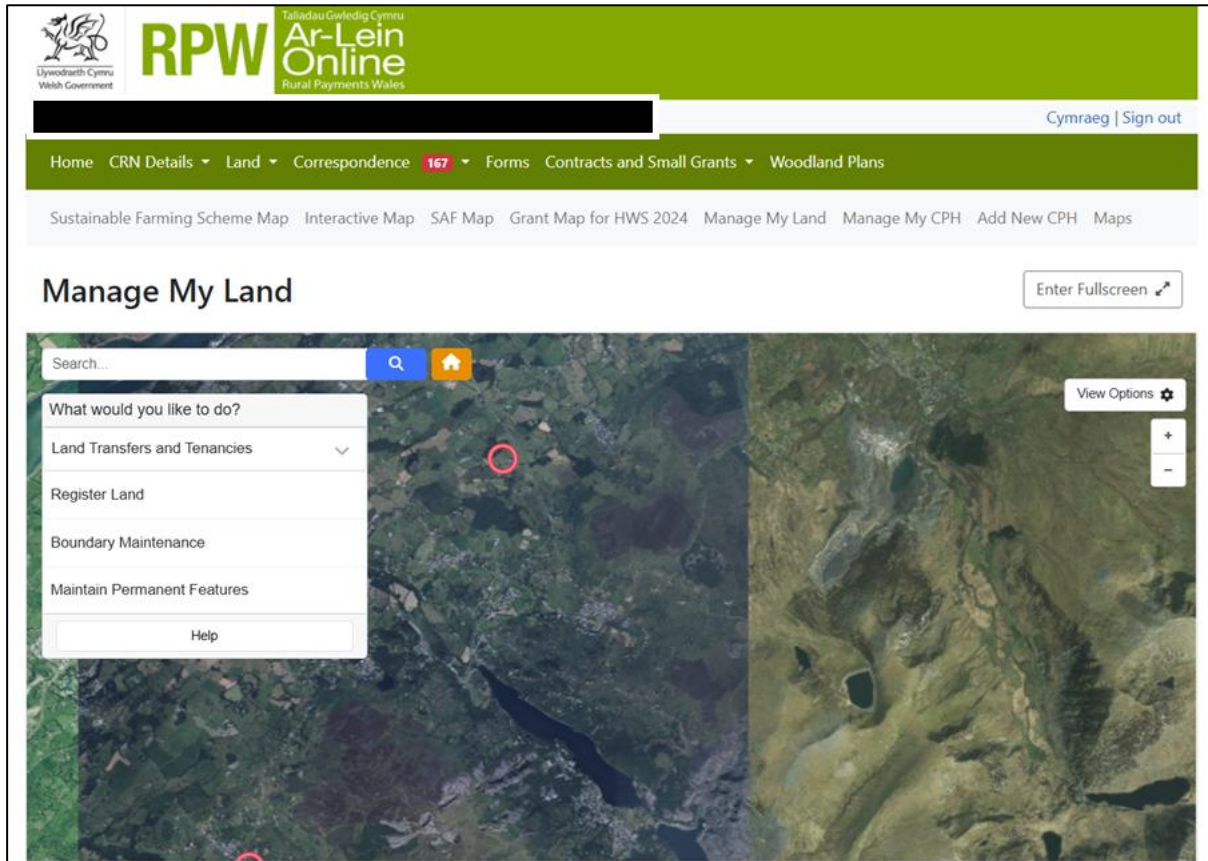 Llywodraeth Cymru
Welsh Government
RPW
Taliadau Gwledig Cymru
Ar-Lein
Online
Rural Payments Wales
Cymraeg | Sign out
Home CRN Details Land Correspondence 167 Forms Contracts and Small Grants Woodland Plans
Sustainable Farming Scheme Map Interactive Map SAF Map Grant Map for HWS 2024 Manage My Land Manage My CPH Add New CPH Maps
Manage My Land
Enter Fullscreen
Search...
What would you like to do?
View Options
Land Transfers and Tenancies
+
-
Register Land
Boundary Maintenance
Maintain Permanent Features
Help